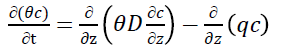 ∂(θc)/∂t = ∂/∂z (θD ∂c/∂z) − ∂/∂z (qc)